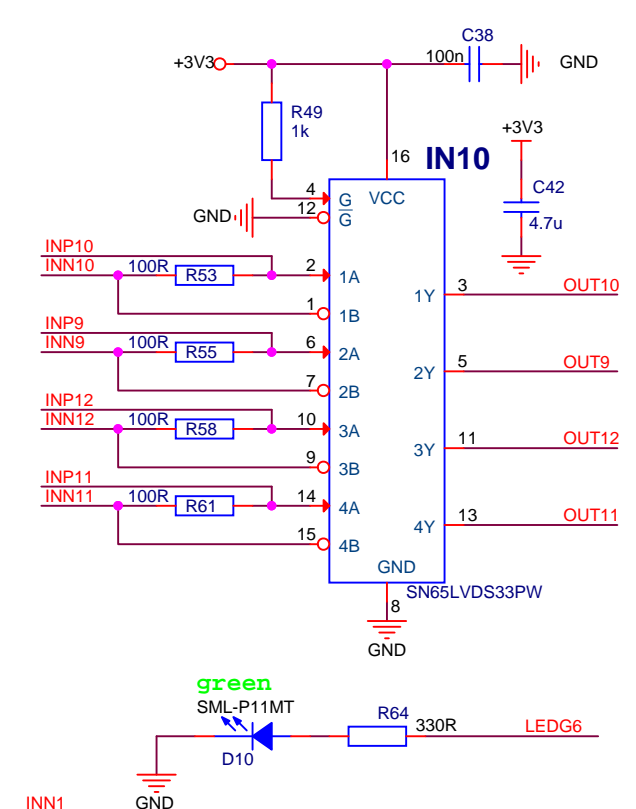 C38
+3V3
100n
GND
R49
1k
+3V3
16
IN10
4
G
VCC
C42
GND
12
G
4.7u
INP10
INN10
100R
R53
2
1A
3
OUT10
1Y
1
1B
INP9
INN9
100R
R55
6
2A
5
OUT9
2Y
7
2B
INP12
INN12
100R
R58
10
3A
11
OUT12
3Y
9
3B
INP11
INN11
100R
R61
14
4A
13
OUT11
4Y
15
4B
GND
SN65LVDS33PW
8
GND
green
SML-P11MT
R64
330R
LEDG6
D10
INN1
GND